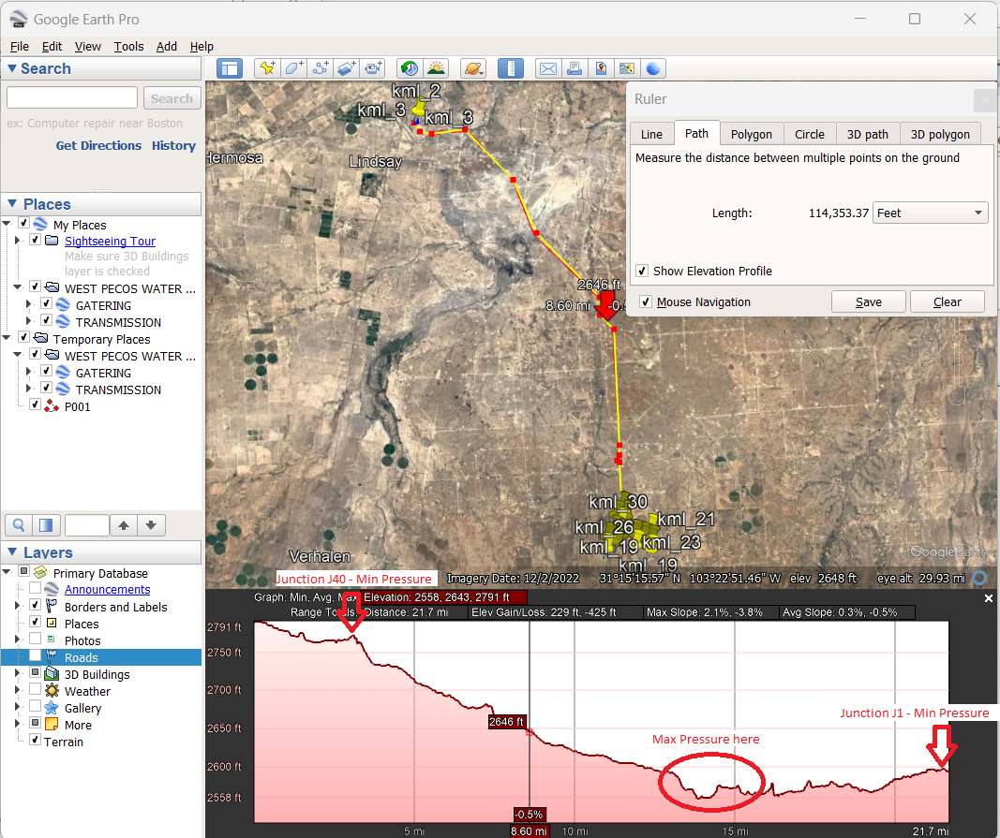 Google Earth Pro
File Edit View Tools Add Help
Search
Search
ex: Computer repair near Boston
Get Directions History
Places
My Places
Sightseeing Tour
Make sure 3D Buildings
layer is checked
WEST PECOS WATER ...
GATERING
TRANSMISSION
Temporary Places
WEST PECOS WATER ...
GATERING
TRANSMISSION
P001
Layers
Primary Database
Announcements
Borders and Labels
Places
Photos
Roads
3D Buildings
Weather
Gallery
More
Terrain
kml_2
kml_3
kml_3
Hermosa
Lindsay
2646 ft
8.60 mi
kml_30
kml_21
kml_26
kml_19
kml_23
kml_19
Verhalen
Google Earth
Imagery Date: 12/2/2022 31°15'15.57" N 103°22'51.46" W elev 2648 ft eye alt 29.93 mi
Ruler
Line Path Polygon Circle 3D path 3D polygon
Measure the distance between multiple points on the ground
Length: 114,353.37 Feet
Show Elevation Profile
Mouse Navigation Save Clear
Junction J40 - Min Pressure
Graph: Min, Avg, Max Elevation: 2558, 2643, 2791 ft
Range Totals: Distance: 21.7 mi Elev Gain/Loss: 229 ft, -425 ft Max Slope: 2.1%, -3.8% Avg Slope: 0.3%, -0.5%
2791 ft
2750 ft
2700 ft
2650 ft
2600 ft
2558 ft
2646 ft
Max Pressure here
Junction J1 - Min Pressure
-0.5%
5 mi 8.60 mi 10 mi 15 mi 21.7 mi